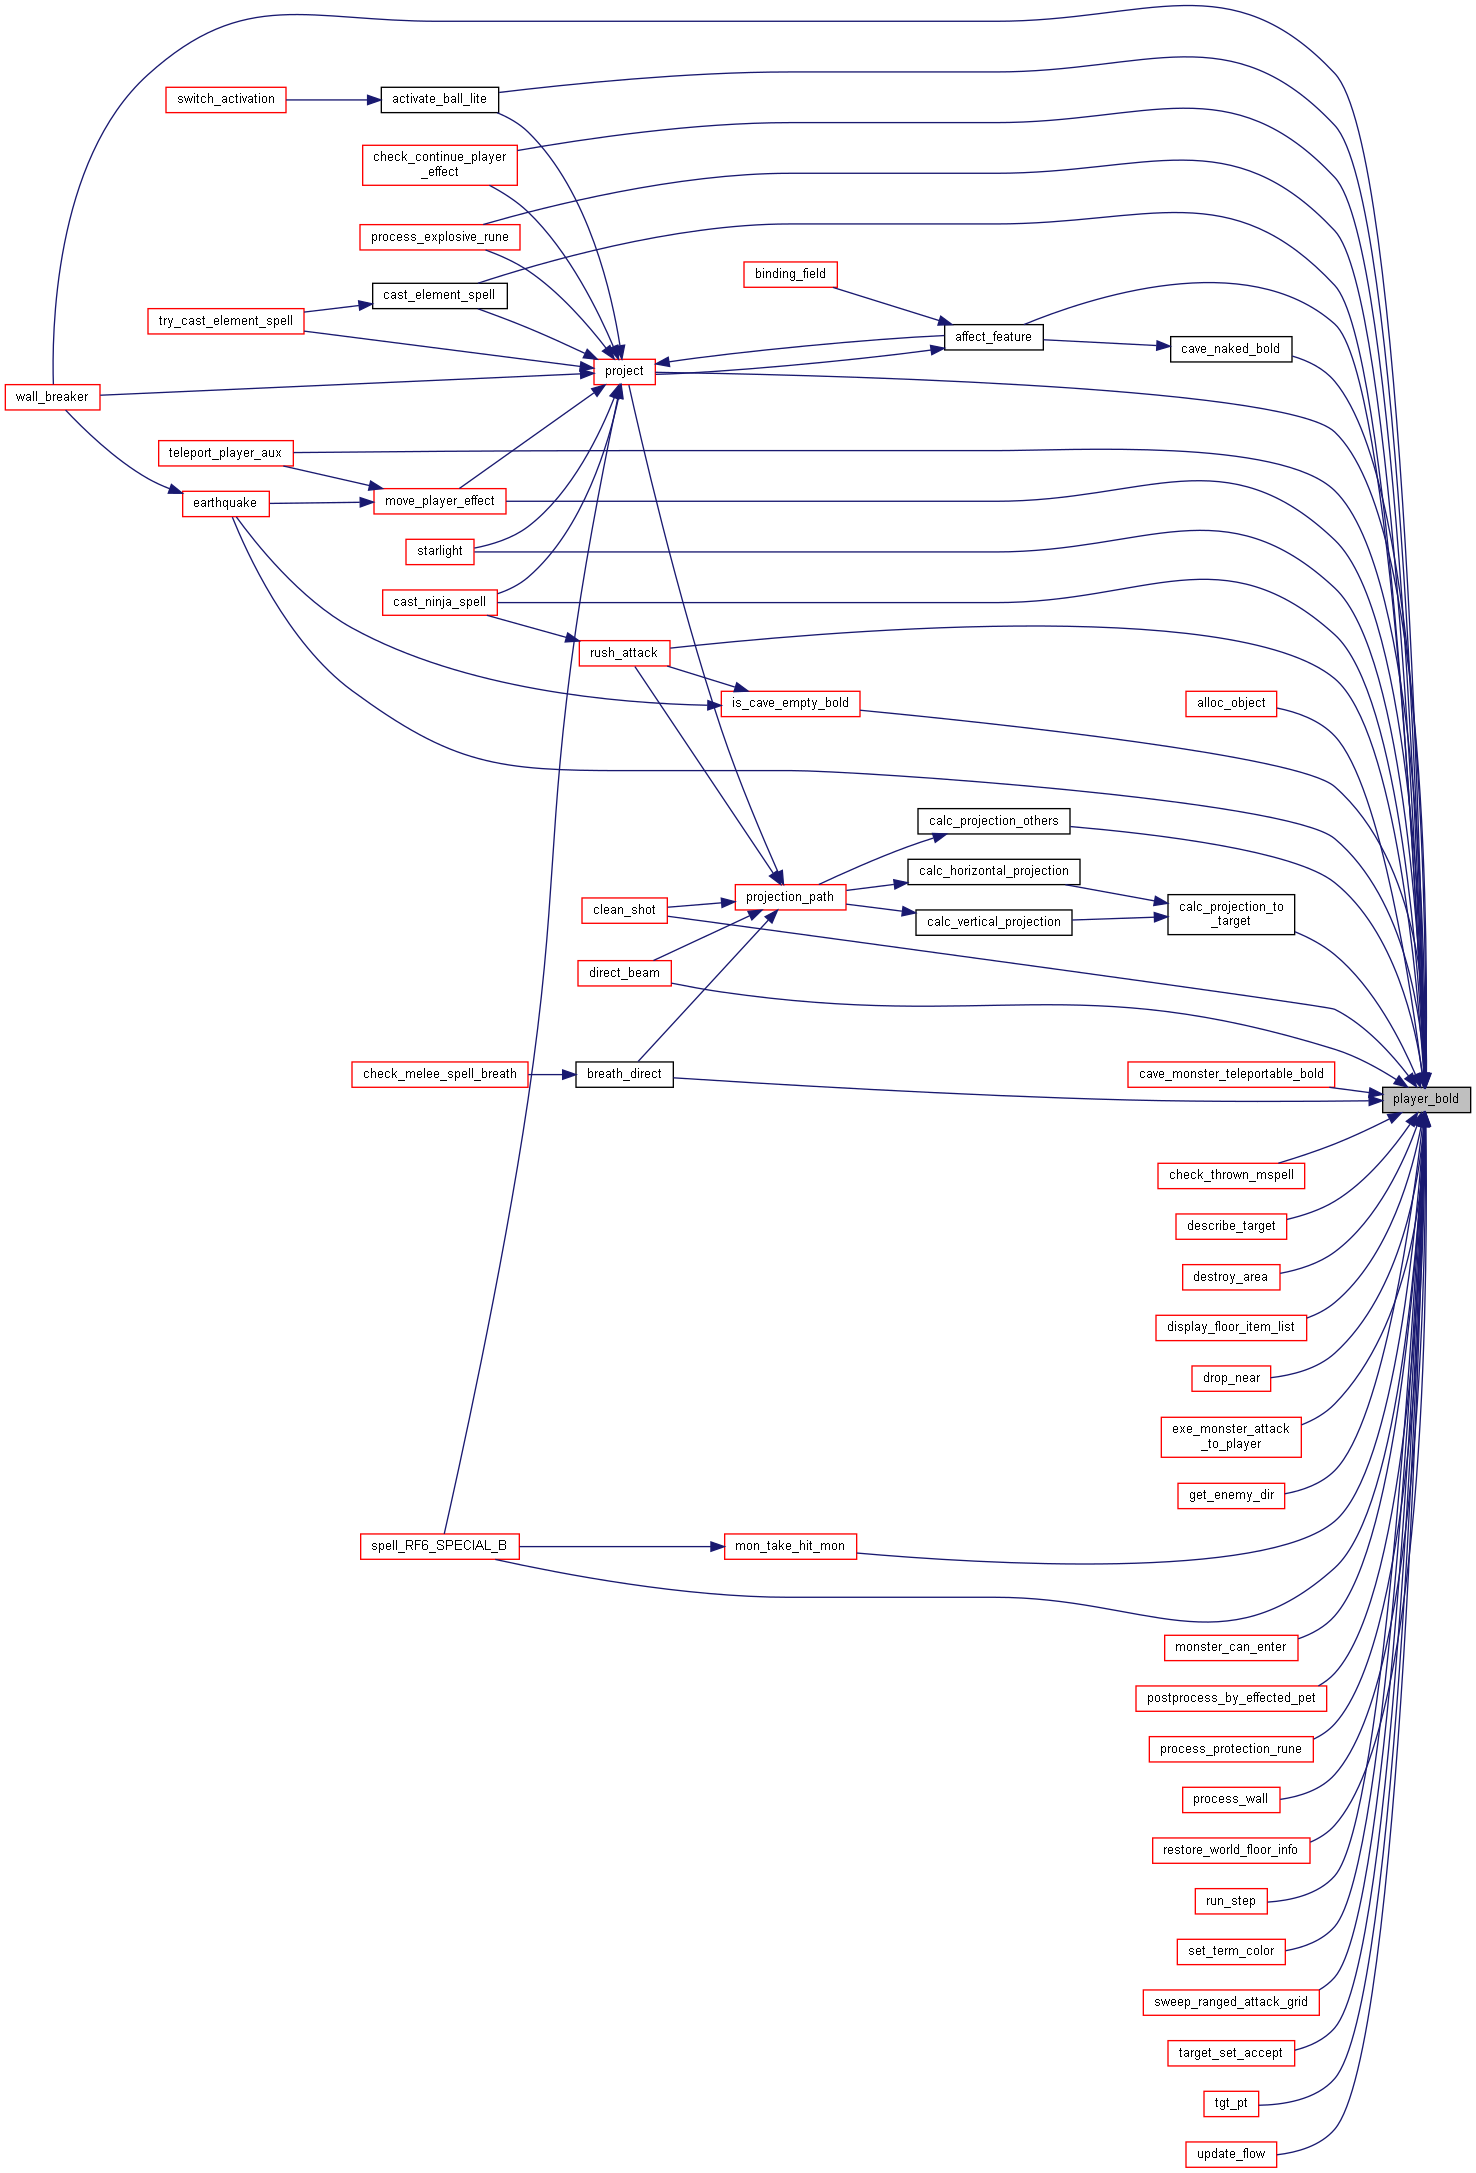 switch_activation
activate_ball_lite
check_continue_player
_effect
process_explosive_rune
binding_field
cast_element_spell
try_cast_element_spell
affect_feature
cave_naked_bold
project
wall_breaker
teleport_player_aux
earthquake
move_player_effect
starlight
cast_ninja_spell
rush_attack
is_cave_empty_bold
alloc_object
calc_projection_others
calc_horizontal_projection
projection_path
clean_shot
calc_vertical_projection
calc_projection_to
_target
direct_beam
check_melee_spell_breath
breath_direct
cave_monster_teleportable_bold
player_bold
check_thrown_mspell
describe_target
destroy_area
display_floor_item_list
drop_near
exe_monster_attack
_to_player
get_enemy_dir
spell_RF6_SPECIAL_B
mon_take_hit_mon
monster_can_enter
postprocess_by_effected_pet
process_protection_rune
process_wall
restore_world_floor_info
run_step
set_term_color
sweep_ranged_attack_grid
target_set_accept
tgt_pt
update_flow